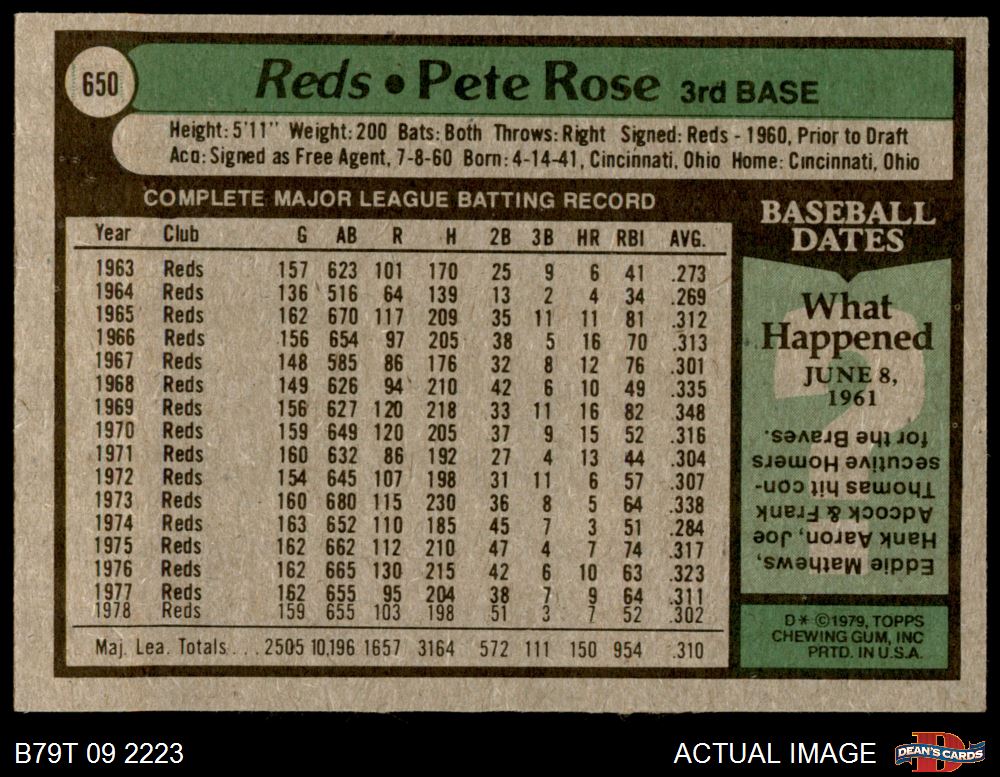 650
Reds • Pete Rose 3rd BASE
Height: 5'11" Weight: 200 Bats: Both Throws: Right Signed: Reds - 1960, Prior to Draft
Acq: Signed as Free Agent, 7-8-60 Born: 4-14-41, Cincinnati, Ohio Home: Cincinnati, Ohio
COMPLETE MAJOR LEAGUE BATTING RECORD
Year Club G AB R H 2B 3B HR RBI AVG.
1963 Reds 157 623 101 170 25 9 6 41 .273
1964 Reds 136 516 64 139 13 2 4 34 .269
1965 Reds 162 670 117 209 35 11 11 81 .312
1966 Reds 156 654 97 205 38 5 16 70 .313
1967 Reds 148 585 86 176 32 8 12 76 .301
1968 Reds 149 626 94 210 42 6 10 49 .335
1969 Reds 156 627 120 218 33 11 16 82 .348
1970 Reds 159 649 120 205 37 9 15 52 .316
1971 Reds 160 632 86 192 27 4 13 44 .304
1972 Reds 154 645 107 198 31 11 6 57 .307
1973 Reds 160 680 115 230 36 8 5 64 .338
1974 Reds 163 652 110 185 45 7 3 51 .284
1975 Reds 162 662 112 210 47 4 7 74 .317
1976 Reds 162 665 130 215 42 6 10 63 .323
1977 Reds 162 655 95 204 38 7 9 64 .311
1978 Reds 159 655 103 198 51 3 7 52 .302
Maj. Lea. Totals . . . 2505 10,196 1657 3164 572 111 150 954 .310
BASEBALL
DATES
What
Happened
JUNE 8,
1961
Eddie Mathews,
Hank Aaron, Joe
Adcock & Frank
Thomas hit con-
secutive Homers
for the Braves.
D* ©1979, TOPPS
CHEWING GUM, INC
PRTD. IN U.S.A.
B79T 09 2223
ACTUAL IMAGE
DEAN'S CARDS